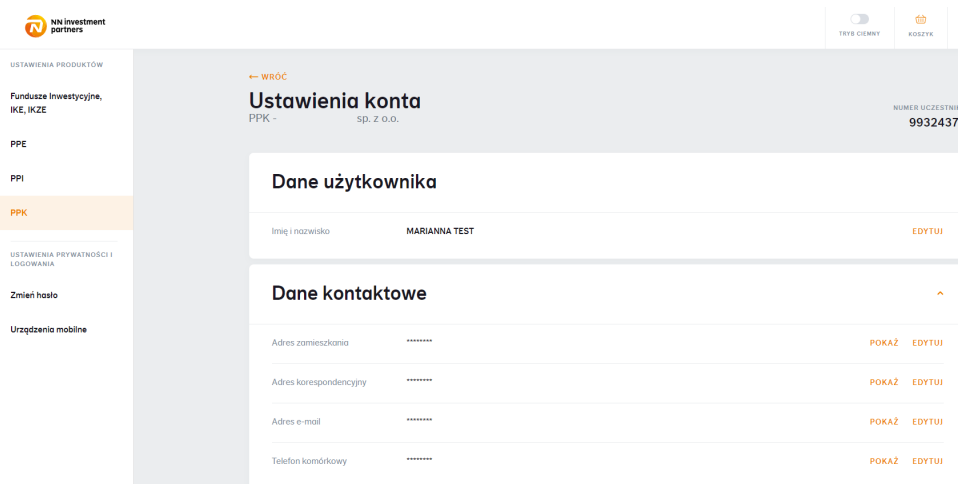 NN investment
partners
TRYB CIEMNY
KOSZYK
USTAWIENIA PRODUKTÓW
Fundusze Inwestycyjne,
IKE, IKZE
PPE
PPI
PPK
USTAWIENIA PRYWATNOŚCI I
LOGOWANIA
Zmień hasło
Urządzenia mobilne
← WRÓĆ
Ustawienia konta
PPK - sp. z o.o.
NUMER UCZESTNI
9932437
Dane użytkownika
Imię i nazwisko MARIANNA TEST EDYTUJ
Dane kontaktowe
Adres zamieszkania ******** POKAŻ EDYTUJ
Adres korespondencyjny ******** POKAŻ EDYTUJ
Adres e-mail ******** POKAŻ EDYTUJ
Telefon komórkowy ******** POKAŻ EDYTUJ